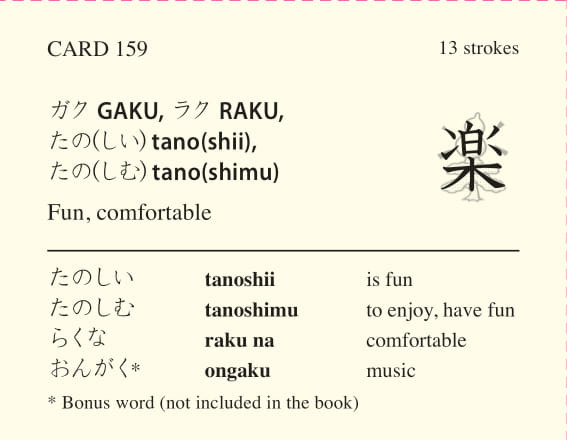 CARD 159
13 strokes
ガク GAKU, ラク RAKU,
たの(しい) tano(shii),
たの(しむ) tano(shimu)
楽
Fun, comfortable
たのしい tanoshii is fun
たのしむ tanoshimu to enjoy, have fun
らくな raku na comfortable
おんがく* ongaku music
* Bonus word (not included in the book)